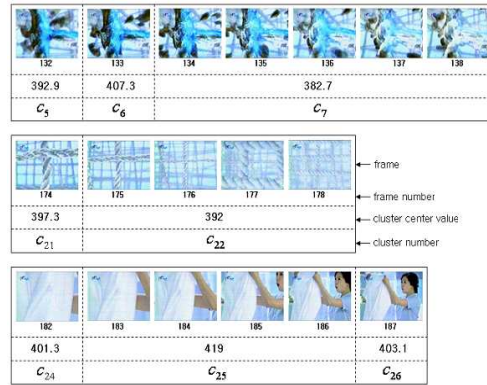 132 133 134 135 136 137 138
392.9 407.3 382.7
C5 C6 C7
174 175 176 177 178
397.3 392
C21 C22
frame
frame number
cluster center value
cluster number
182 183 184 185 186 187
401.3 419 403.1
C24 C25 C26